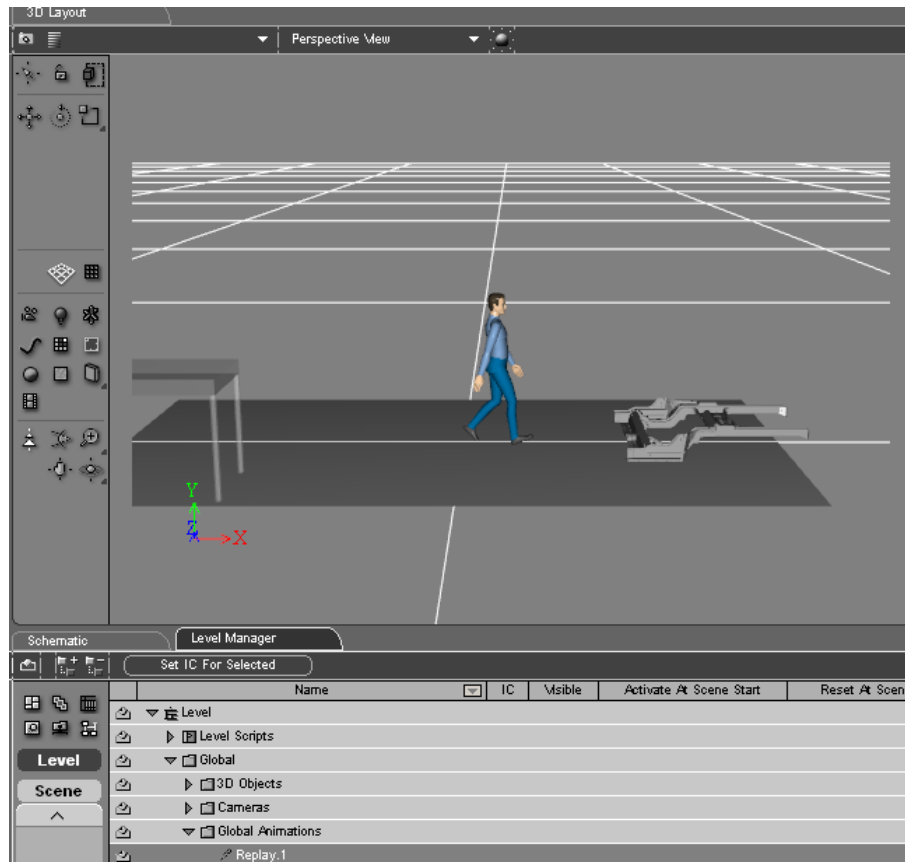 3D Layout
Perspective View
Y
Z
X
Schematic
Level Manager
Set IC For Selected
Name IC Visible Activate At Scene Start Reset At Scen
Level
Level Scripts
Level
Global
Scene
3D Objects
Cameras
Global Animations
Replay.1